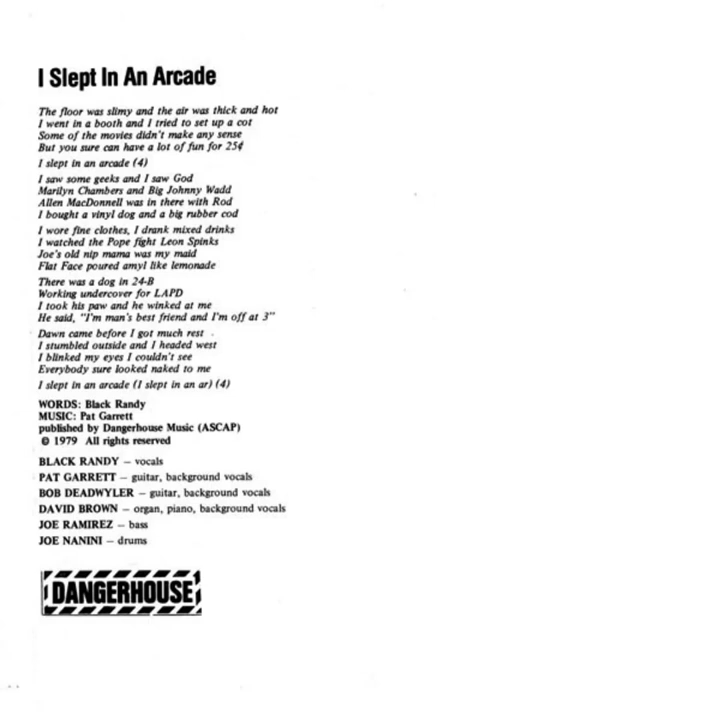 I Slept In An Arcade
The floor was slimy and the air was thick and hot
I went in a booth and I tried to set up a cot
Some of the movies didn't make any sense
But you sure can have a lot of fun for 25¢
I slept in an arcade (4)
I saw some geeks and I saw God
Marilyn Chambers and Big Johnny Wadd
Allen MacDonnell was in there with Rod
I bought a vinyl dog and a big rubber cod
I wore fine clothes, I drank mixed drinks
I watched the Pope fight Leon Spinks
Joe's old nip mama was my maid
Flat Face poured amyl like lemonade
There was a dog in 24-B
Working undercover for LAPD
I took his paw and he winked at me
He said, "I'm man's best friend and I'm off at 3"
Dawn came before I got much rest
I stumbled outside and I headed west
I blinked my eyes I couldn't see
Everybody sure looked naked to me
I slept in an arcade (I slept in an ar) (4)
WORDS: Black Randy
MUSIC: Pat Garrett
published by Dangerhouse Music (ASCAP)
© 1979 All rights reserved
BLACK RANDY – vocals
PAT GARRETT – guitar, background vocals
BOB DEADWYLER – guitar, background vocals
DAVID BROWN – organ, piano, background vocals
JOE RAMIREZ – bass
JOE NANINI – drums
DANGERHOUSE